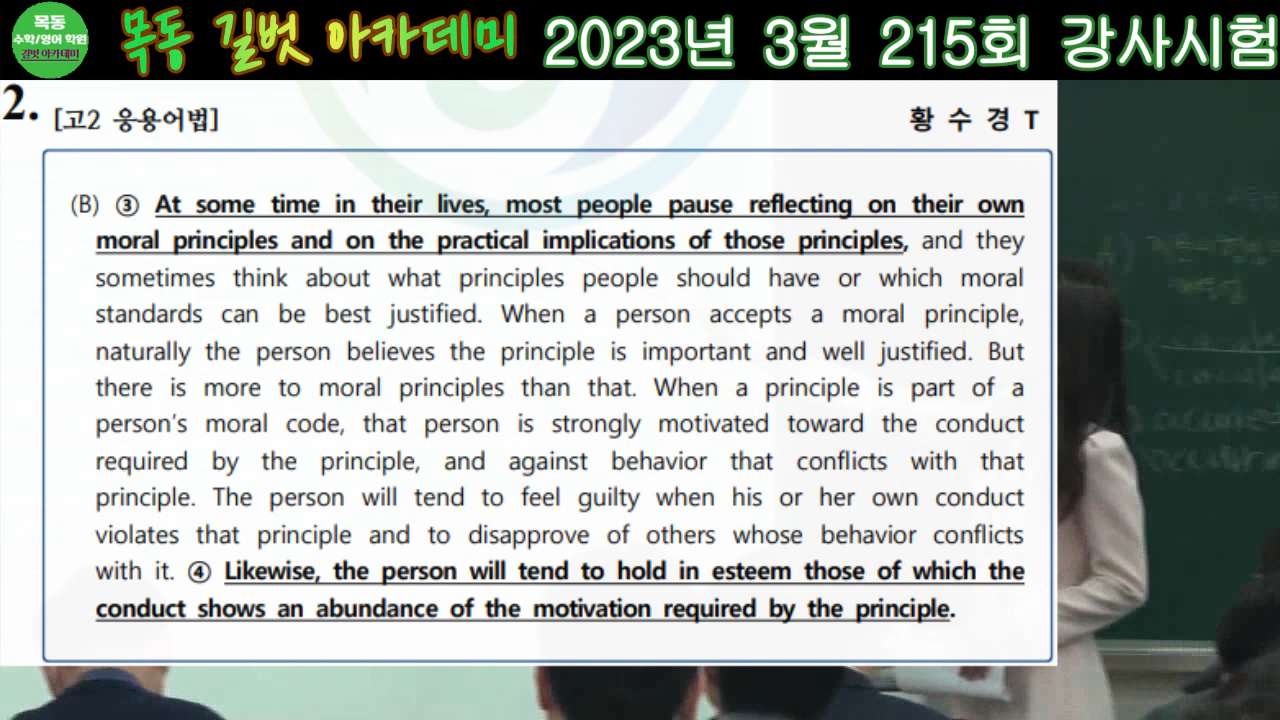 목동
수학/영어 학원
길벗 아카데미
목동 길벗 아카데미 2023년 3월 215회 강사시험
2. [고2 응용어법] 황 수 경 T
(B) ③ At some time in their lives, most people pause reflecting on their own
moral principles and on the practical implications of those principles, and they
sometimes think about what principles people should have or which moral
standards can be best justified. When a person accepts a moral principle,
naturally the person believes the principle is important and well justified. But
there is more to moral principles than that. When a principle is part of a
person's moral code, that person is strongly motivated toward the conduct
required by the principle, and against behavior that conflicts with that
principle. The person will tend to feel guilty when his or her own conduct
violates that principle and to disapprove of others whose behavior conflicts
with it. ④ Likewise, the person will tend to hold in esteem those of which the
conduct shows an abundance of the motivation required by the principle.